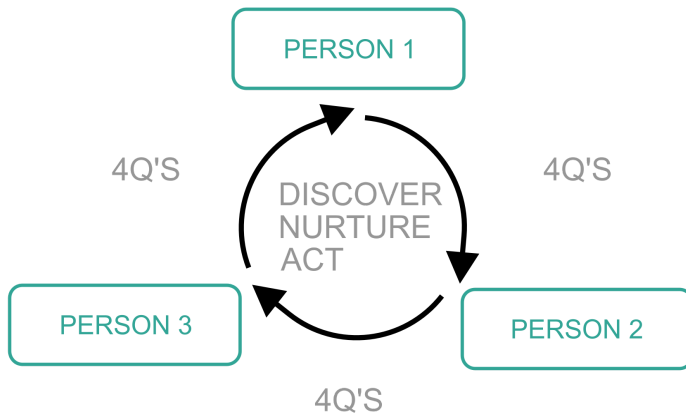 PERSON 1
4Q'S
4Q'S
DISCOVER
NURTURE
ACT
PERSON 3
PERSON 2
4Q'S